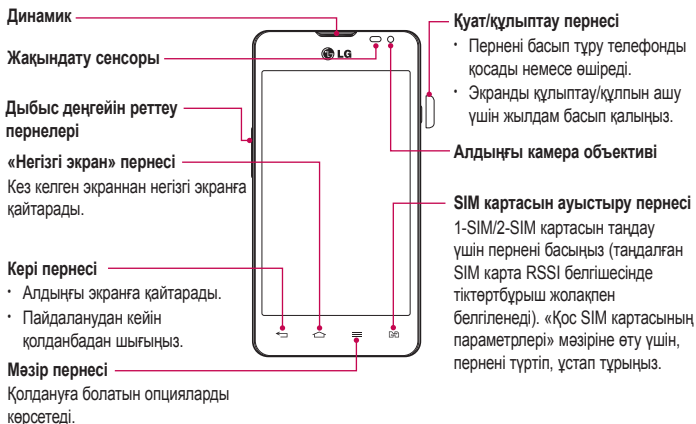 Динамик
Жақындату сенсоры
Дыбыс деңгейін реттеу
пернелері
«Негізгі экран» пернесі
Кез келген экраннан негізгі экранға
қайтарады.
Кері пернесі
• Алдыңғы экранға қайтарады.
• Пайдаланудан кейін
қолданбадан шығыңыз.
Мәзір пернесі
Қолдануға болатын опцияларды
көрсетеді.
LG
Қуат/құлыптау пернесі
• Пернені басып тұру телефонды
қосады немесе өшіреді.
• Экранды құлыптау/құлпын ашу
үшін жылдам басып қалыңыз.
Алдыңғы камера объективі
SIM картасын ауыстыру пернесі
1-SIM/2-SIM картасын таңдау
үшін пернені басыңыз (таңдалған
SIM карта RSSI белгішесінде
тіктөртбұрыш жолақпен
белгіленеді). «Қос SIM картасының
параметрлері» мәзіріне өту үшін,
пернені түртіп, ұстап тұрыңыз.